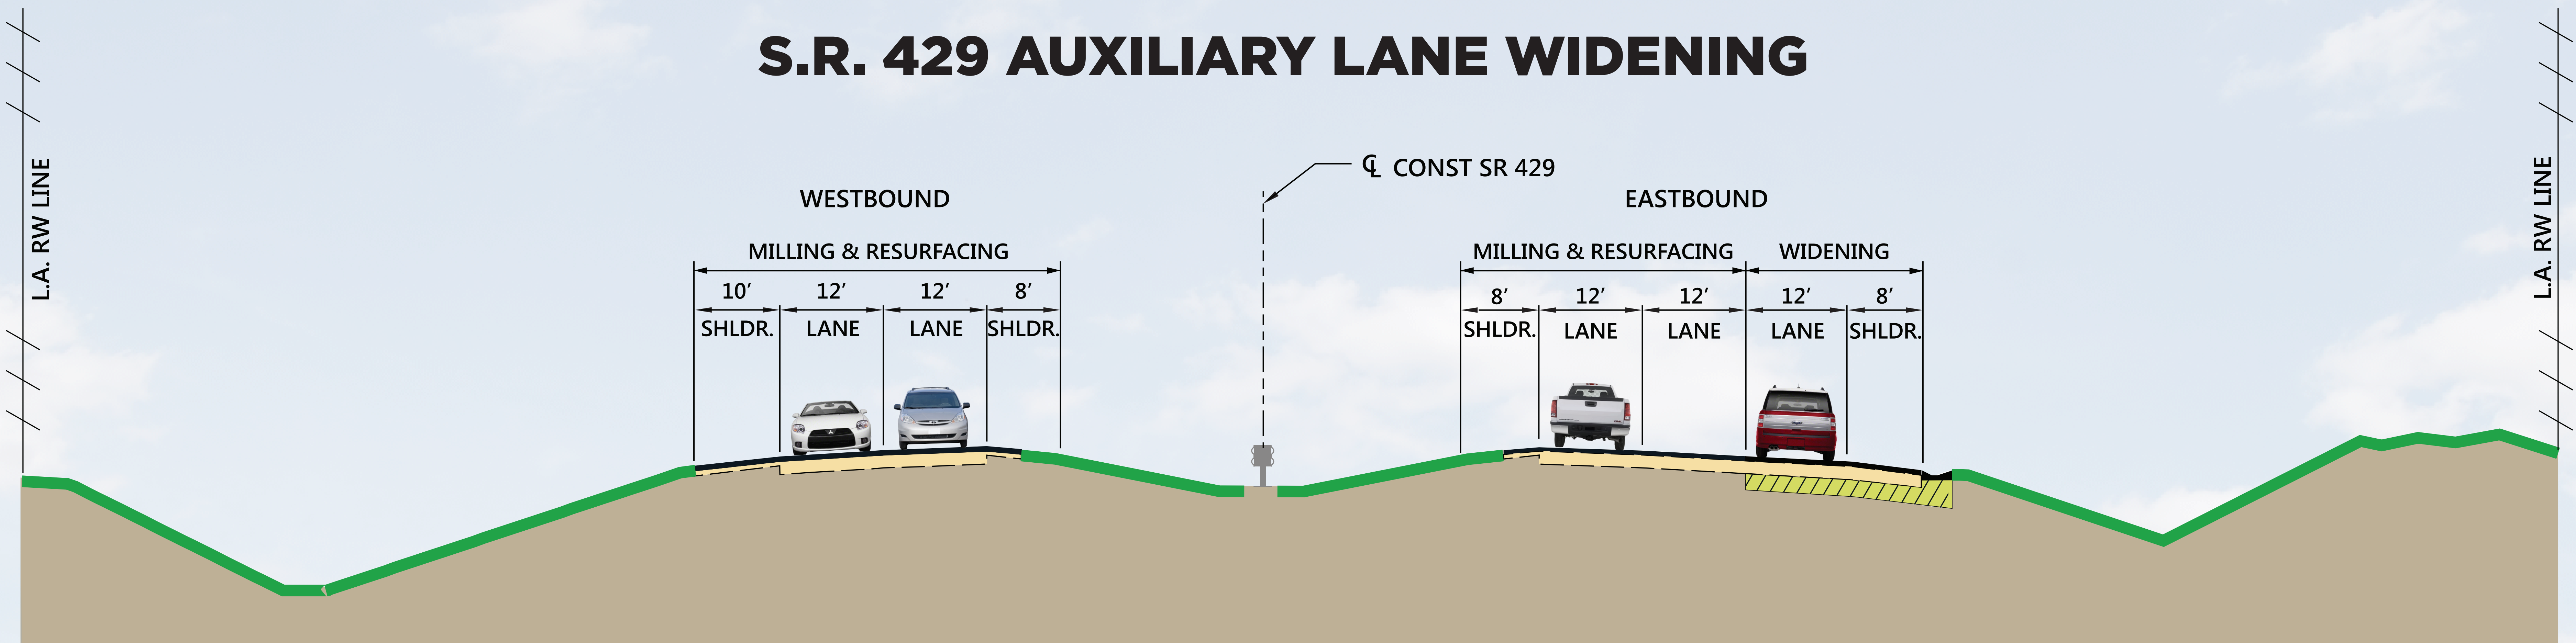 S.R. 429 AUXILIARY LANE WIDENING
L.A. RW LINE
℄ CONST SR 429
WESTBOUND
MILLING & RESURFACING
10’ 12’ 12’ 8’
SHLDR. LANE LANE SHLDR.
EASTBOUND
MILLING & RESURFACING WIDENING
8’ 12’ 12’ 12’ 8’
SHLDR. LANE LANE LANE SHLDR.
L.A. RW LINE